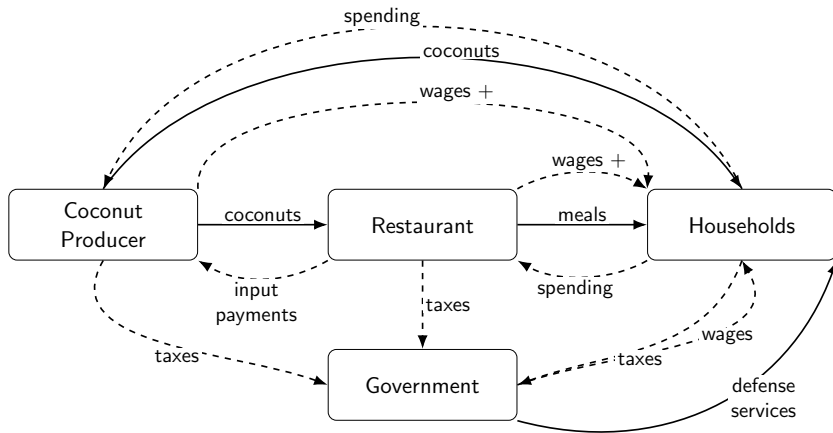 spending
coconuts
wages +
wages +
Coconut
Producer
coconuts
Restaurant
meals
Households
input
payments
taxes
spending
taxes
wages
taxes
Government
defense
services